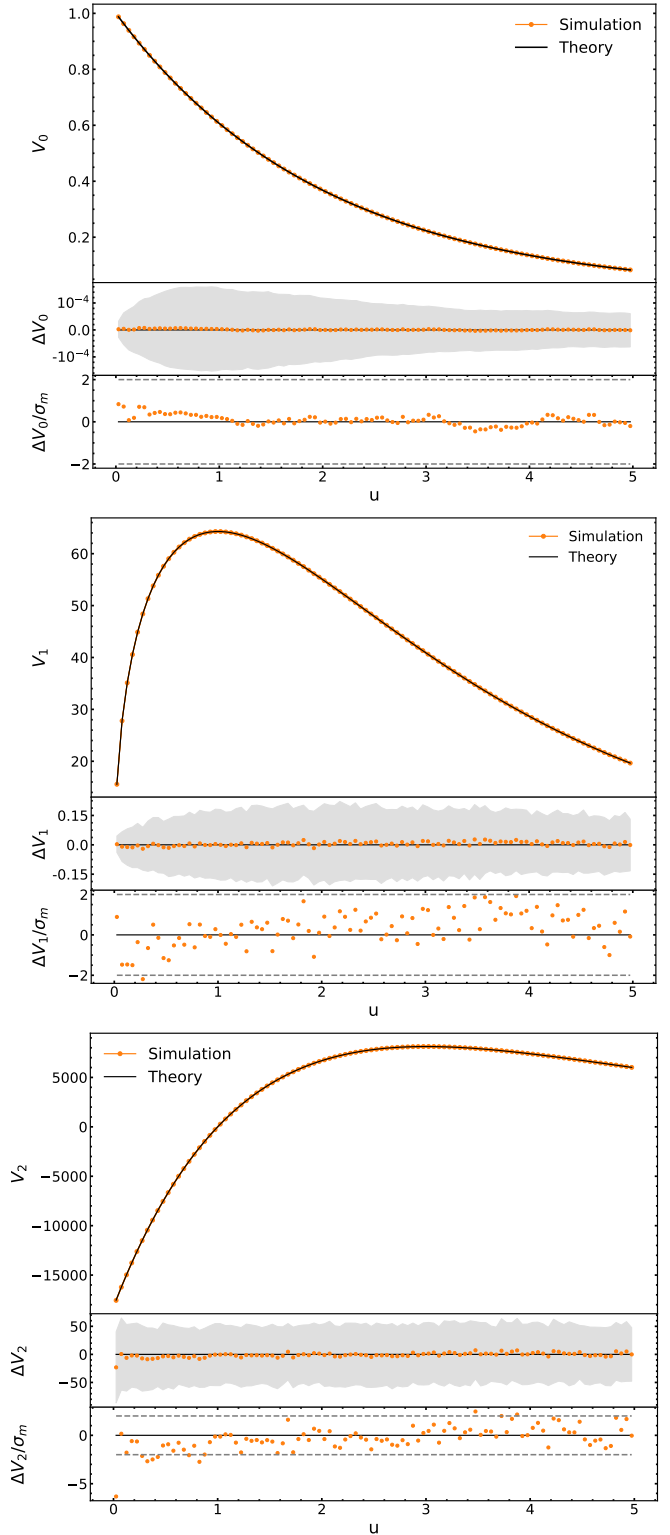 1.0
0.8
0.6
0.4
0.2
V₀
Simulation
Theory
10⁻⁴
0.0
-10⁻⁴
ΔV₀
2
0
−2
ΔV₀/σₘ
0 1 2 3 4 5
u
60
50
40
30
20
V₁
Simulation
Theory
0.15
0.0
-0.15
ΔV₁
2
0
−2
ΔV₁/σₘ
0 1 2 3 4 5
u
Simulation
Theory
5000
0
−5000
−10000
−15000
V₂
50
0
−50
ΔV₂
0
−5
ΔV₂/σₘ
0 1 2 3 4 5
u